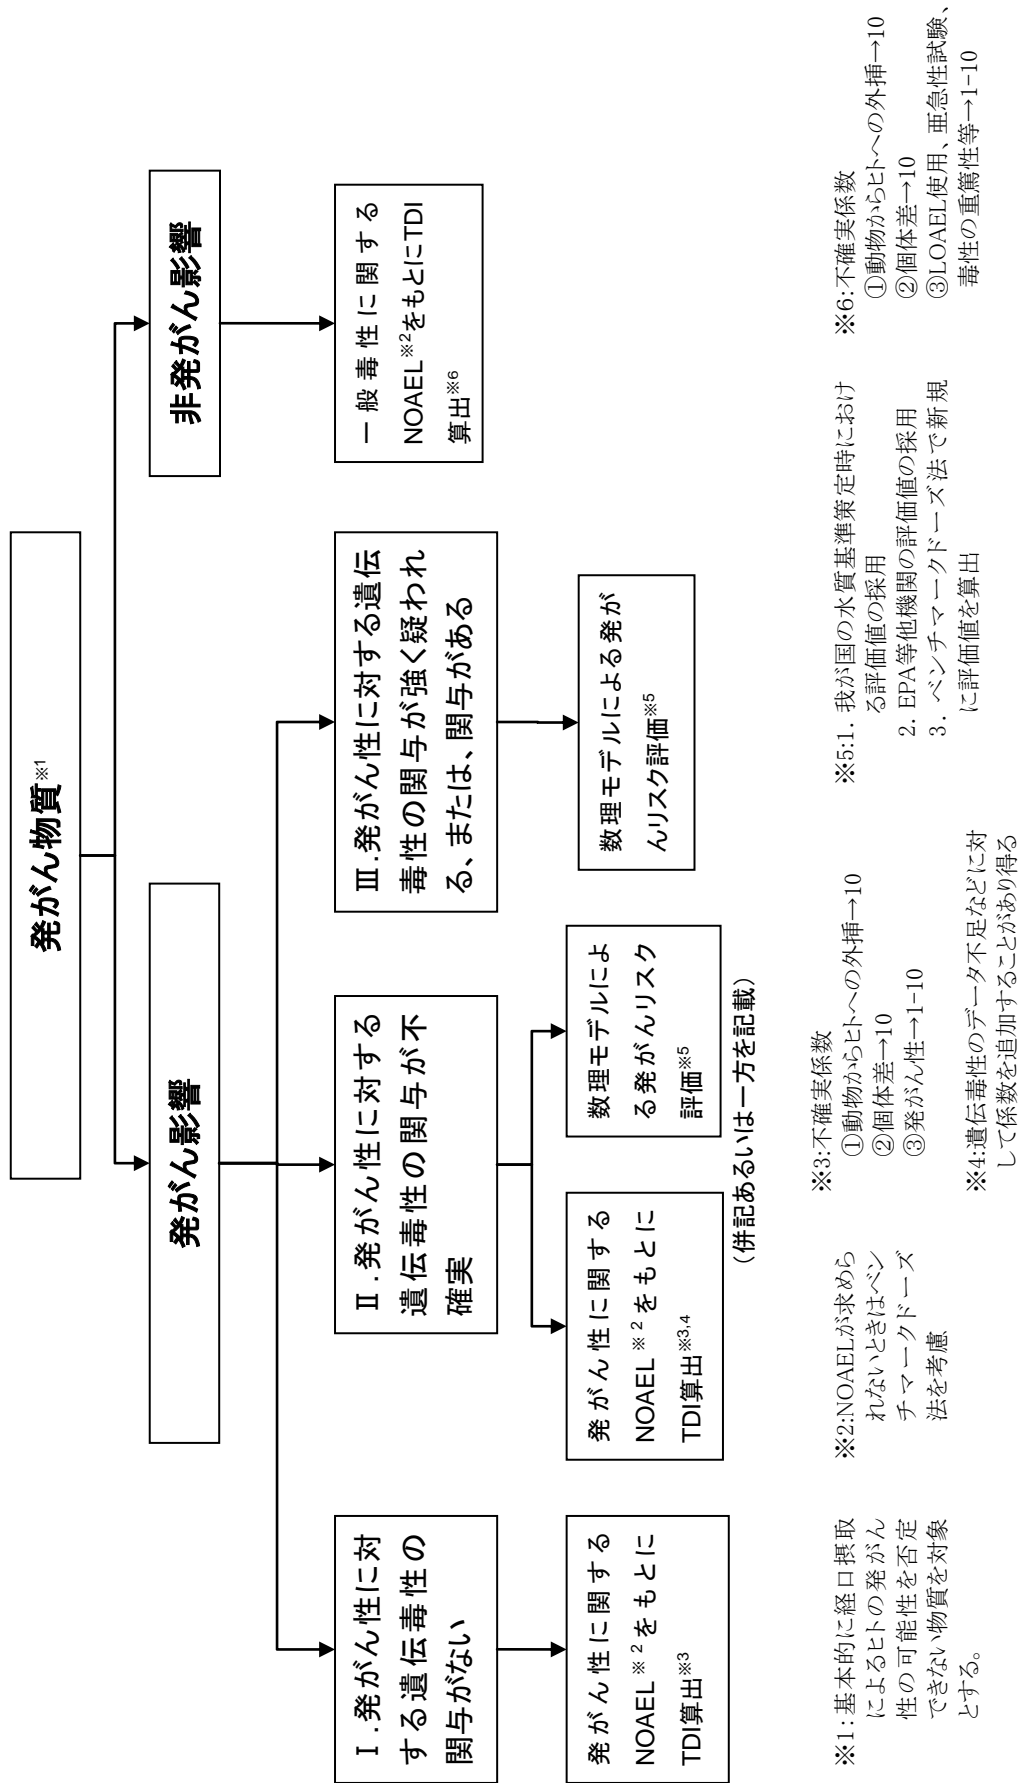 発がん物質※1
発がん影響
非発がん影響
Ⅰ.発がん性に対
する遺伝毒性の
関与がない
Ⅱ.発がん性に対する
遺伝毒性の関与が不
確実
Ⅲ.発がん性に対する遺伝
毒性の関与が強く疑われ
る、または、関与がある
一般毒性に関する
NOAEL※2をもとにTDI
算出※6
発がん性に関する
NOAEL※2をもとに
TDI算出※3
発がん性に関する
NOAEL※2をもとに
TDI算出※3,4
数理モデルによ
る発がんリスク
評価※5
(併記あるいは一方を記載)
数理モデルによる発が
んリスク評価※5
※1:基本的に経口摂取
によるヒトの発がん
性の可能性を否定
できない物質を対象
とする。
※2:NOAELが求めら
れないときはベン
チマークドーズ
法を考慮
※3:不確実係数
①動物からヒトへの外挿→10
②個体差→10
③発がん性→1-10
※4:遺伝毒性のデータ不足などに対
して係数を追加することがあり得る
※5:1. 我が国の水質基準策定時におけ
る評価値の採用
2. EPA等他機関の評価値の採用
3. ベンチマークドーズ法で新規
に評価値を算出
※6:不確実係数
①動物からヒトへの外挿→10
②個体差→10
③LOAEL使用、亜急性試験、
毒性の重篤性等→1-10